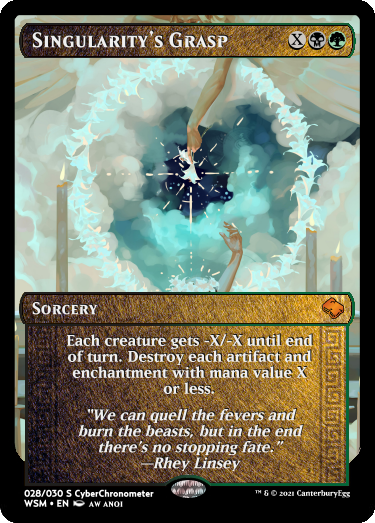 Singularity's Grasp X
Sorcery
Each creature gets -X/-X until end
of turn. Destroy each artifact and
enchantment with mana value X
or less.
"We can quell the fevers and
burn the beasts, but in the end
there's no stopping fate."
—Rhey Linsey
028/030 S CyberChronometer
WSM • EN AW ANOI
™ & © 2021 CanterburyEgg